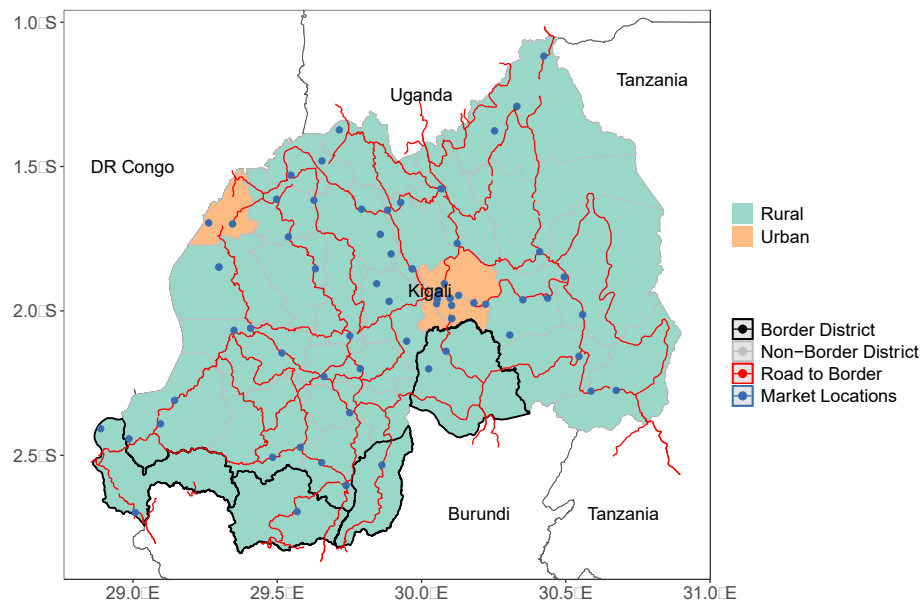 1.0□S
Uganda
Tanzania
DR Congo
1.5□S
Rural
Urban
Kigali
2.0□S
Border District
Non−Border District
Road to Border
Market Locations
2.5□S
Burundi
Tanzania
29.0□E
29.5□E
30.0□E
30.5□E
31.0□E